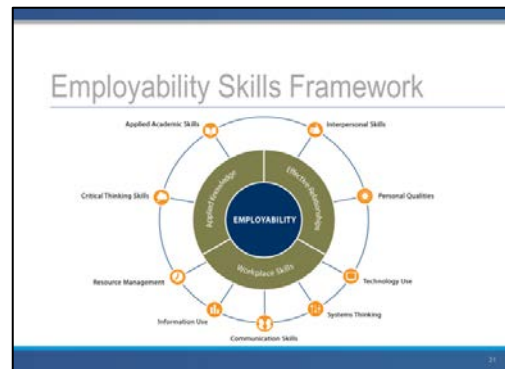 Employability Skills Framework
Applied Academic Skills
Interpersonal Skills
Critical Thinking Skills
Applied Knowledge
Effective Relationships
Personal Qualities
EMPLOYABILITY
Workplace Skills
Resource Management
Technology Use
Information Use
Systems Thinking
Communication Skills
31